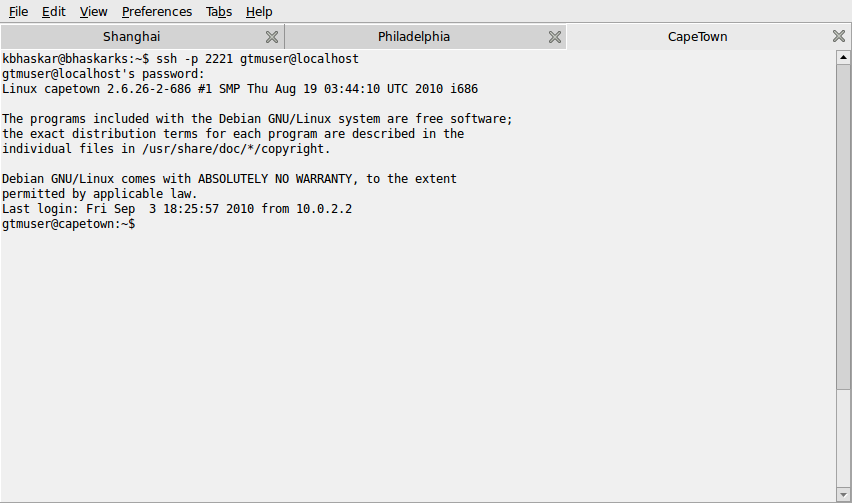 File Edit View Preferences Tabs Help
Shanghai Philadelphia CapeTown
kbhaskar@bhaskarks:~$ ssh -p 2221 gtmuser@localhost
gtmuser@localhost's password:
Linux capetown 2.6.26-2-686 #1 SMP Thu Aug 19 03:44:10 UTC 2010 i686
The programs included with the Debian GNU/Linux system are free software;
the exact distribution terms for each program are described in the
individual files in /usr/share/doc/*/copyright.
Debian GNU/Linux comes with ABSOLUTELY NO WARRANTY, to the extent
permitted by applicable law.
Last login: Fri Sep  3 18:25:57 2010 from 10.0.2.2
gtmuser@capetown:~$